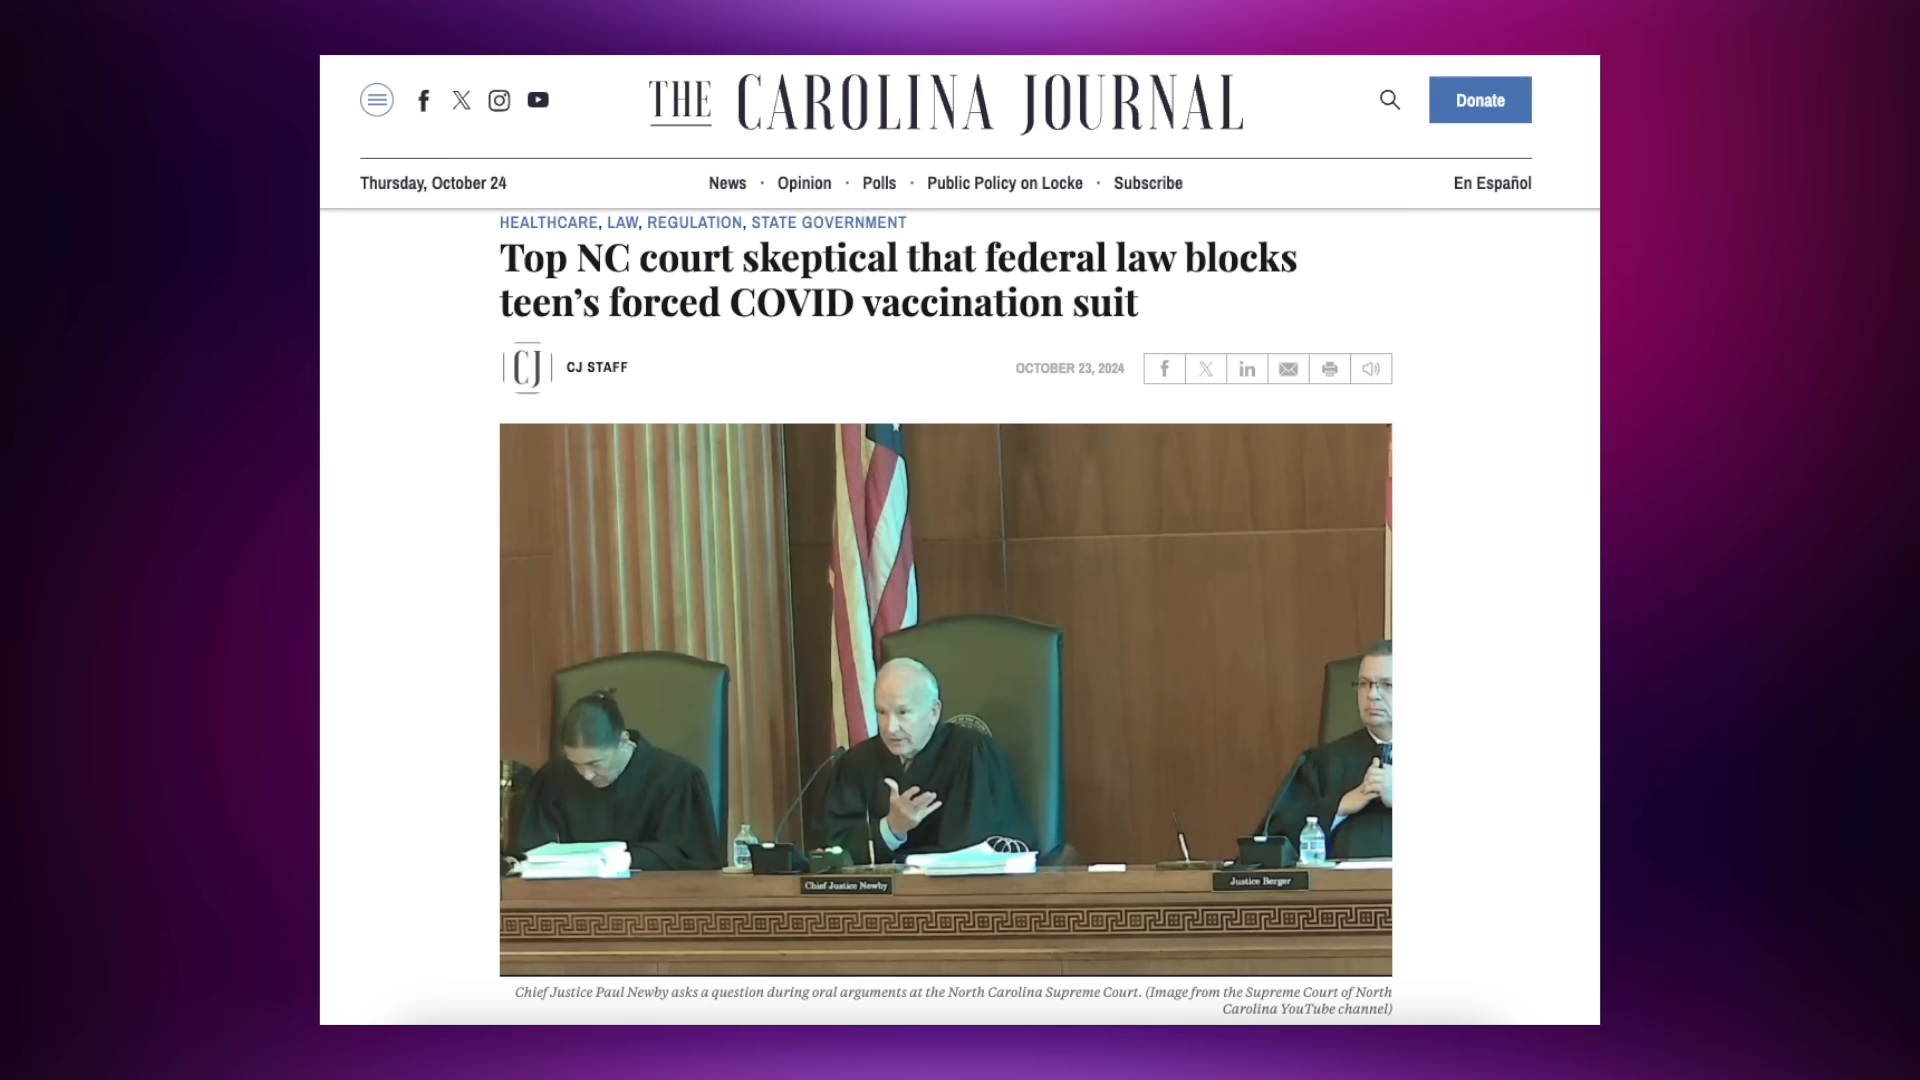 THE CAROLINA JOURNAL
Donate
Thursday, October 24
News · Opinion · Polls · Public Policy on Locke · Subscribe
En Español
HEALTHCARE, LAW, REGULATION, STATE GOVERNMENT
Top NC court skeptical that federal law blocks
teen’s forced COVID vaccination suit
CJ
CJ STAFF
OCTOBER 23, 2024
Chief Justice Newby
Justice Berger
Chief Justice Paul Newby asks a question during oral arguments at the North Carolina Supreme Court. (Image from the Supreme Court of North
Carolina YouTube channel)